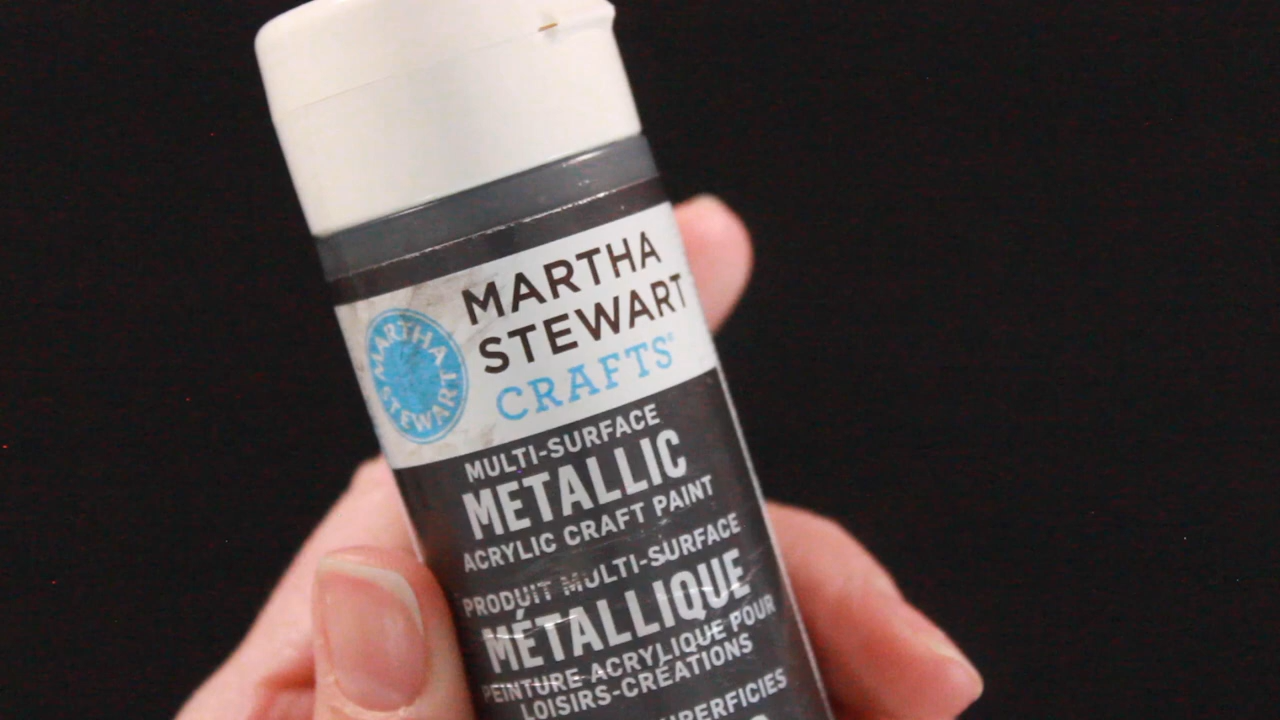 MARTHA
STEWART
CRAFTS®
MARTHA
STEWART
MULTI-SURFACE
METALLIC
ACRYLIC CRAFT PAINT
PRODUIT MULTI-SURFACE
MÉTALLIQUE
PEINTURE ACRYLIQUE POUR
LOISIRS-CRÉATIONS